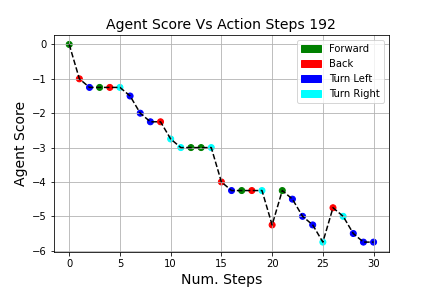 Agent Score Vs Action Steps 192
Forward
Back
Turn Left
Turn Right
0
−1
−2
−3
−4
−5
−6
Agent Score
0 5 10 15 20 25 30
Num. Steps